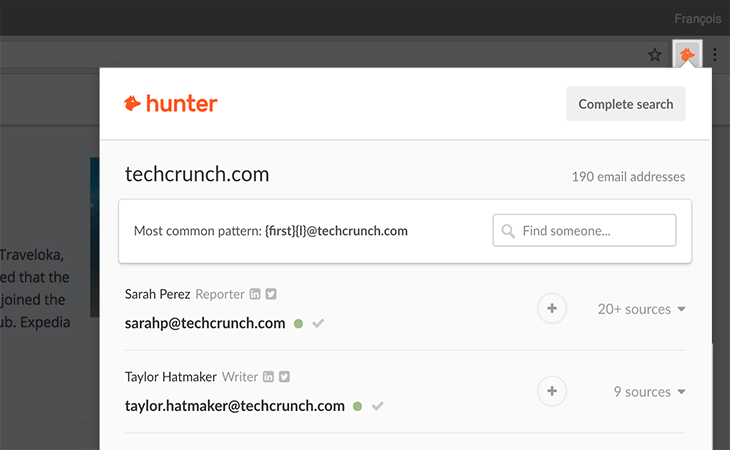 François
hunter
Complete search
techcrunch.com
190 email addresses
Most common pattern: {first}{l}@techcrunch.com
Find someone...
Traveloka,
ed that the
joined the
ub. Expedia
Sarah Perez Reporter
20+ sources
sarahp@techcrunch.com
Taylor Hatmaker Writer
9 sources
taylor.hatmaker@techcrunch.com